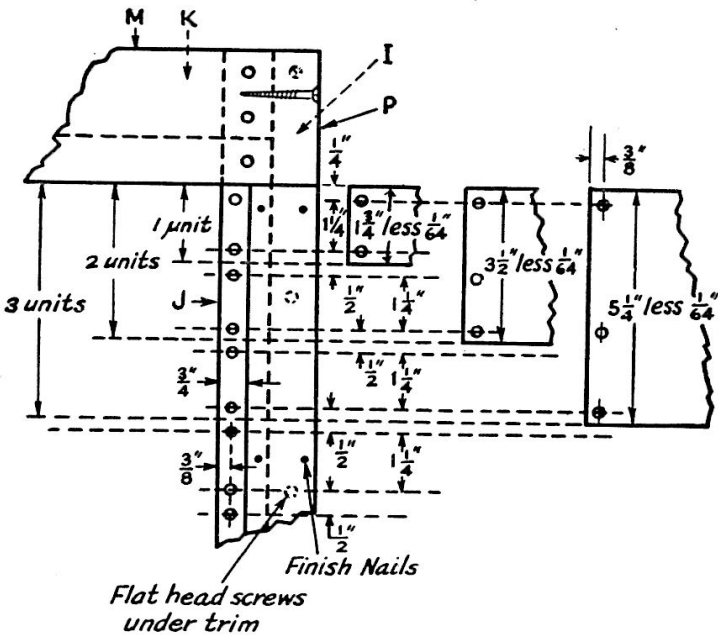 M
K
I
P
1/4"
3/8"
1 unit
1 1/4"
1 3/4" less 1/64"
2 units
3 1/2" less 1/64"
3 units
J
1/2"
1 1/4"
5 1/4" less 1/64"
3/4"
1/2"
1 1/4"
3/8"
1/2"
1 1/4"
1/2"
Finish Nails
Flat head screws
under trim